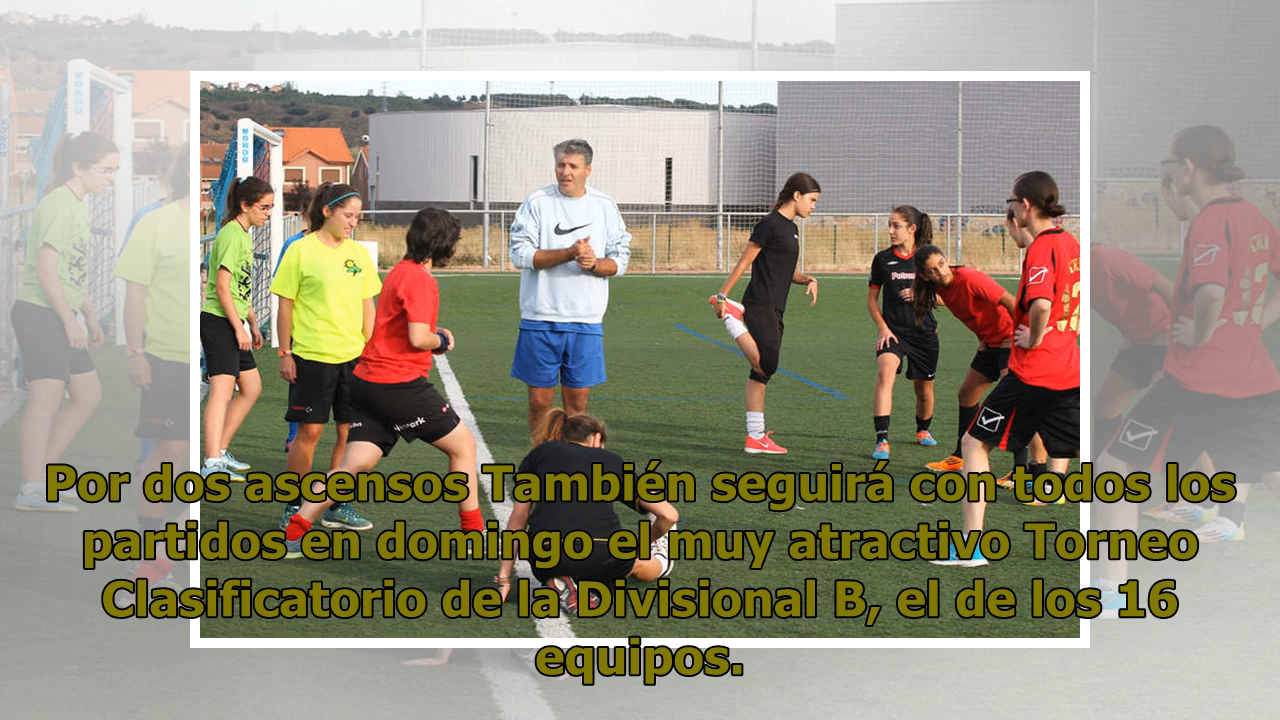 Por dos ascensos También seguirá con todos los
partidos en domingo el muy atractivo Torneo
Clasificatorio de la Divisional B, el de los 16
equipos.
MONDO